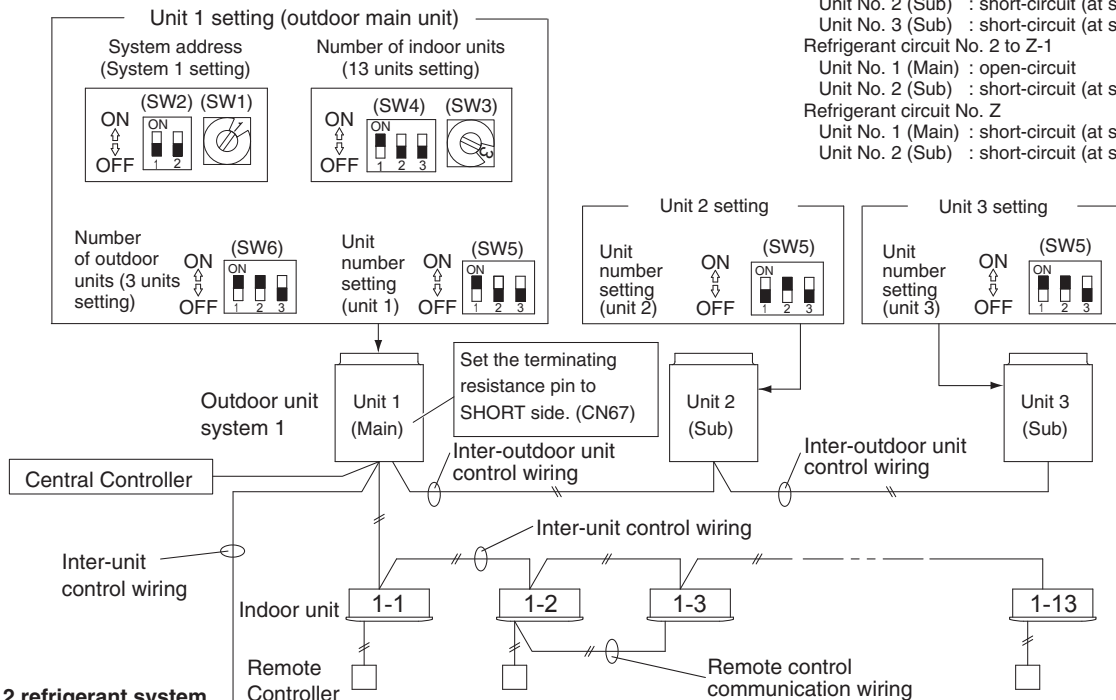 Unit No. 2 (Sub) : short-circuit (at s
Unit No. 3 (Sub) : short-circuit (at s
Refrigerant circuit No. 2 to Z-1
Unit No. 1 (Main) : open-circuit
Unit No. 2 (Sub) : short-circuit (at s
Refrigerant circuit No. Z
Unit No. 1 (Main) : short-circuit (at s
Unit No. 2 (Sub) : short-circuit (at s
Unit 1 setting (outdoor main unit)
System address
(System 1 setting)
(SW2) (SW1)
ON
OFF
ON
1 2
1
Number of indoor units
(13 units setting)
(SW4) (SW3)
ON
OFF
ON
1 2 3
3
Number
of outdoor
units (3 units
setting)
(SW6)
ON
OFF
ON
1 2 3
Unit
number
setting
(unit 1)
(SW5)
ON
OFF
ON
1 2 3
Unit 2 setting
Unit
number
setting
(unit 2)
(SW5)
ON
OFF
ON
1 2 3
Unit 3 setting
Unit
number
setting
(unit 3)
(SW5)
ON
OFF
ON
1 2 3
Outdoor unit
system 1
Unit 1
(Main)
Set the terminating
resistance pin to
SHORT side. (CN67)
Unit 2
(Sub)
Unit 3
(Sub)
Central Controller
Inter-outdoor unit
control wiring
Inter-outdoor unit
control wiring
Inter-unit
control wiring
Inter-unit control wiring
Indoor unit
1-1
1-2
1-3
1-13
Remote
Controller
Remote control
communication wiring
2 refrigerant system